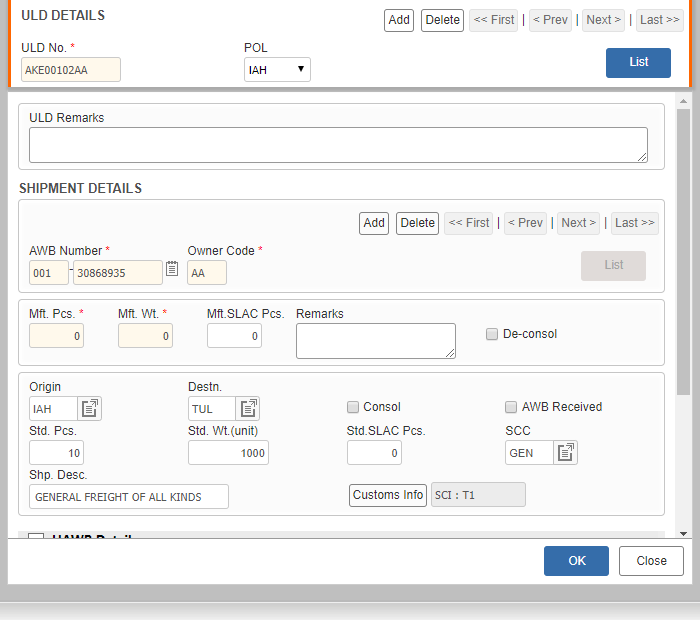 ULD DETAILS
Add Delete << First | < Prev | Next > | Last >>
ULD No. * POL
AKE00102AA IAH List
ULD Remarks
SHIPMENT DETAILS
Add Delete << First | < Prev | Next > | Last >>
AWB Number * Owner Code *
001 - 30868935 AA List
Mft. Pcs. * Mft. Wt. * Mft.SLAC Pcs. Remarks
0 0 0 De-consol
Origin Destn.
IAH TUL Consol AWB Received
Std. Pcs. Std. Wt.(unit) Std.SLAC Pcs. SCC
10 1000 0 GEN
Shp. Desc.
GENERAL FREIGHT OF ALL KINDS Customs Info SCI : T1
OK Close